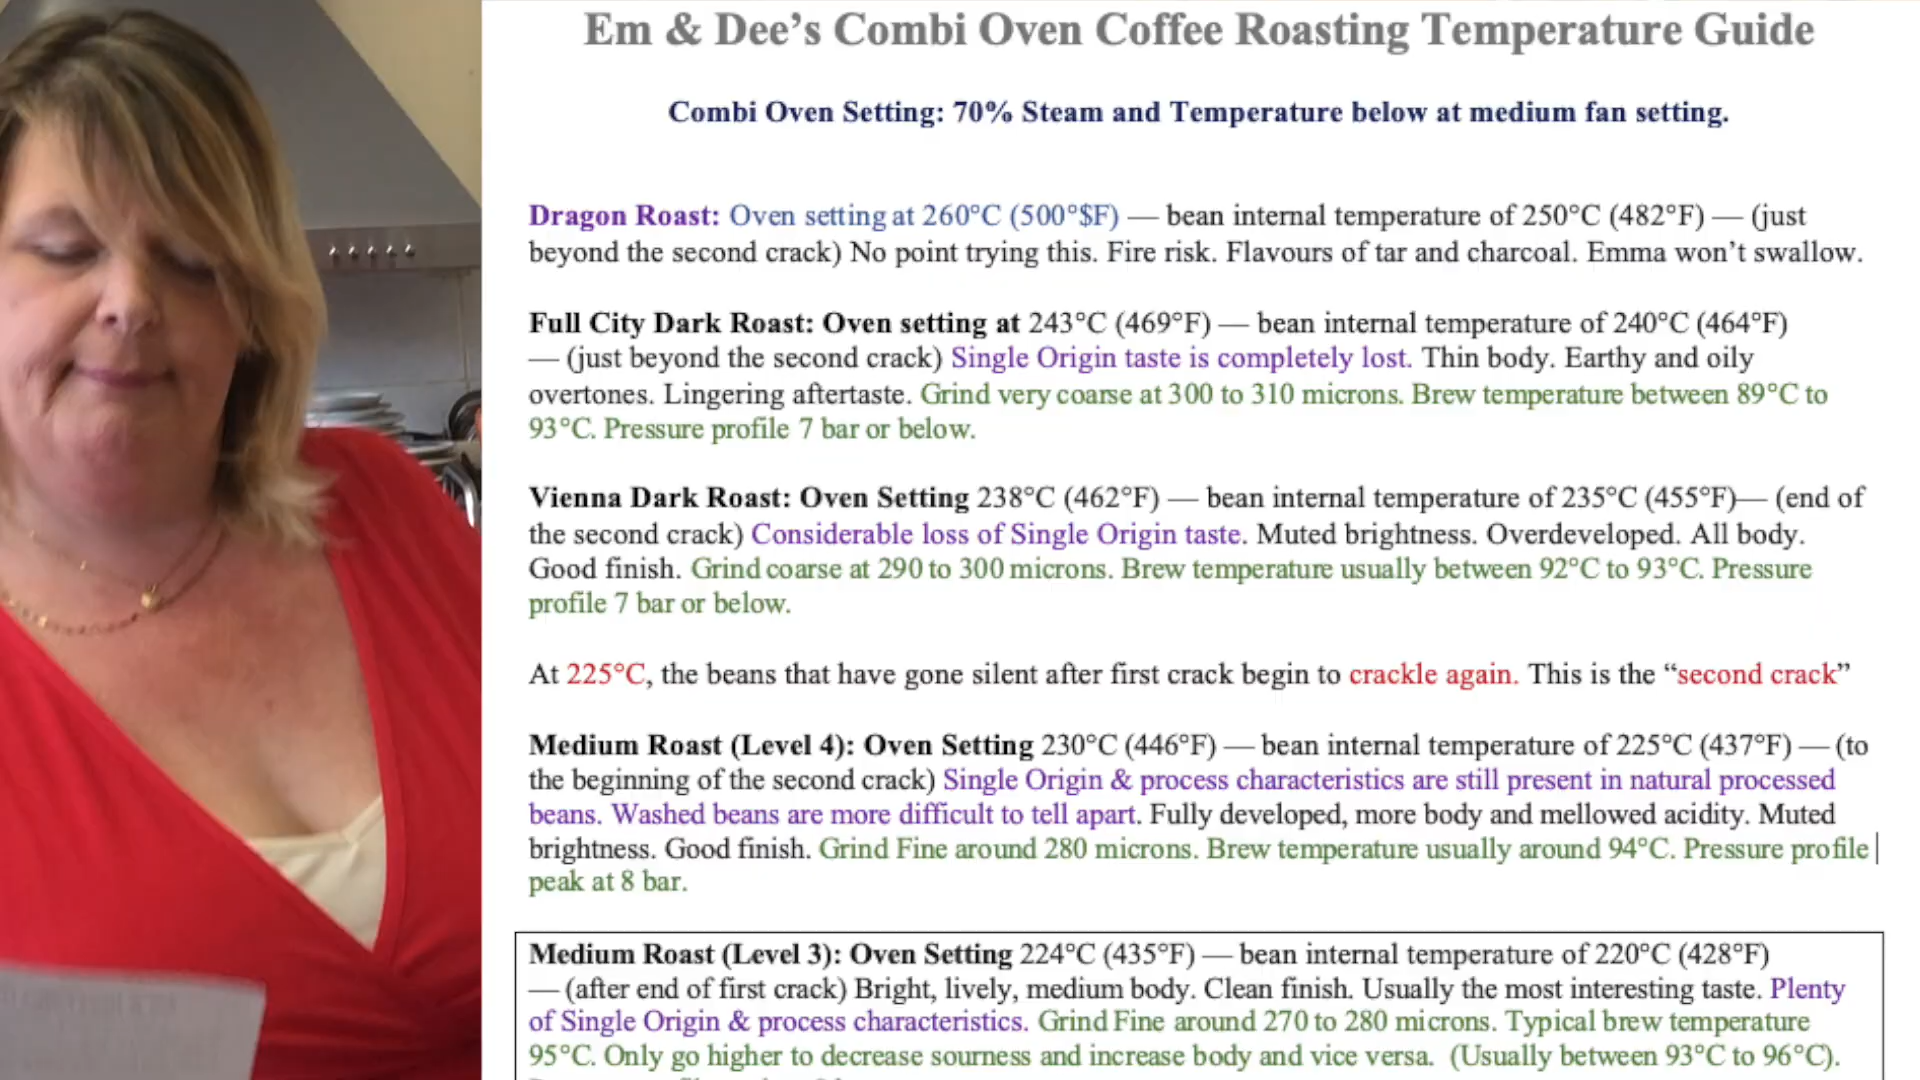 Em & Dee’s Combi Oven Coffee Roasting Temperature Guide
Combi Oven Setting: 70% Steam and Temperature below at medium fan setting.
Dragon Roast: Oven setting at 260°C (500°$F) — bean internal temperature of 250°C (482°F) — (just
beyond the second crack) No point trying this. Fire risk. Flavours of tar and charcoal. Emma won’t swallow.
Full City Dark Roast: Oven setting at 243°C (469°F) — bean internal temperature of 240°C (464°F)
— (just beyond the second crack) Single Origin taste is completely lost. Thin body. Earthy and oily
overtones. Lingering aftertaste. Grind very coarse at 300 to 310 microns. Brew temperature between 89°C to
93°C. Pressure profile 7 bar or below.
Vienna Dark Roast: Oven Setting 238°C (462°F) — bean internal temperature of 235°C (455°F)— (end of
the second crack) Considerable loss of Single Origin taste. Muted brightness. Overdeveloped. All body.
Good finish. Grind coarse at 290 to 300 microns. Brew temperature usually between 92°C to 93°C. Pressure
profile 7 bar or below.
At 225°C, the beans that have gone silent after first crack begin to crackle again. This is the “second crack”
Medium Roast (Level 4): Oven Setting 230°C (446°F) — bean internal temperature of 225°C (437°F) — (to
the beginning of the second crack) Single Origin & process characteristics are still present in natural processed
beans. Washed beans are more difficult to tell apart. Fully developed, more body and mellowed acidity. Muted
brightness. Good finish. Grind Fine around 280 microns. Brew temperature usually around 94°C. Pressure profile
peak at 8 bar.
Medium Roast (Level 3): Oven Setting 224°C (435°F) — bean internal temperature of 220°C (428°F)
— (after end of first crack) Bright, lively, medium body. Clean finish. Usually the most interesting taste. Plenty
of Single Origin & process characteristics. Grind Fine around 270 to 280 microns. Typical brew temperature
95°C. Only go higher to decrease sourness and increase body and vice versa. (Usually between 93°C to 96°C).